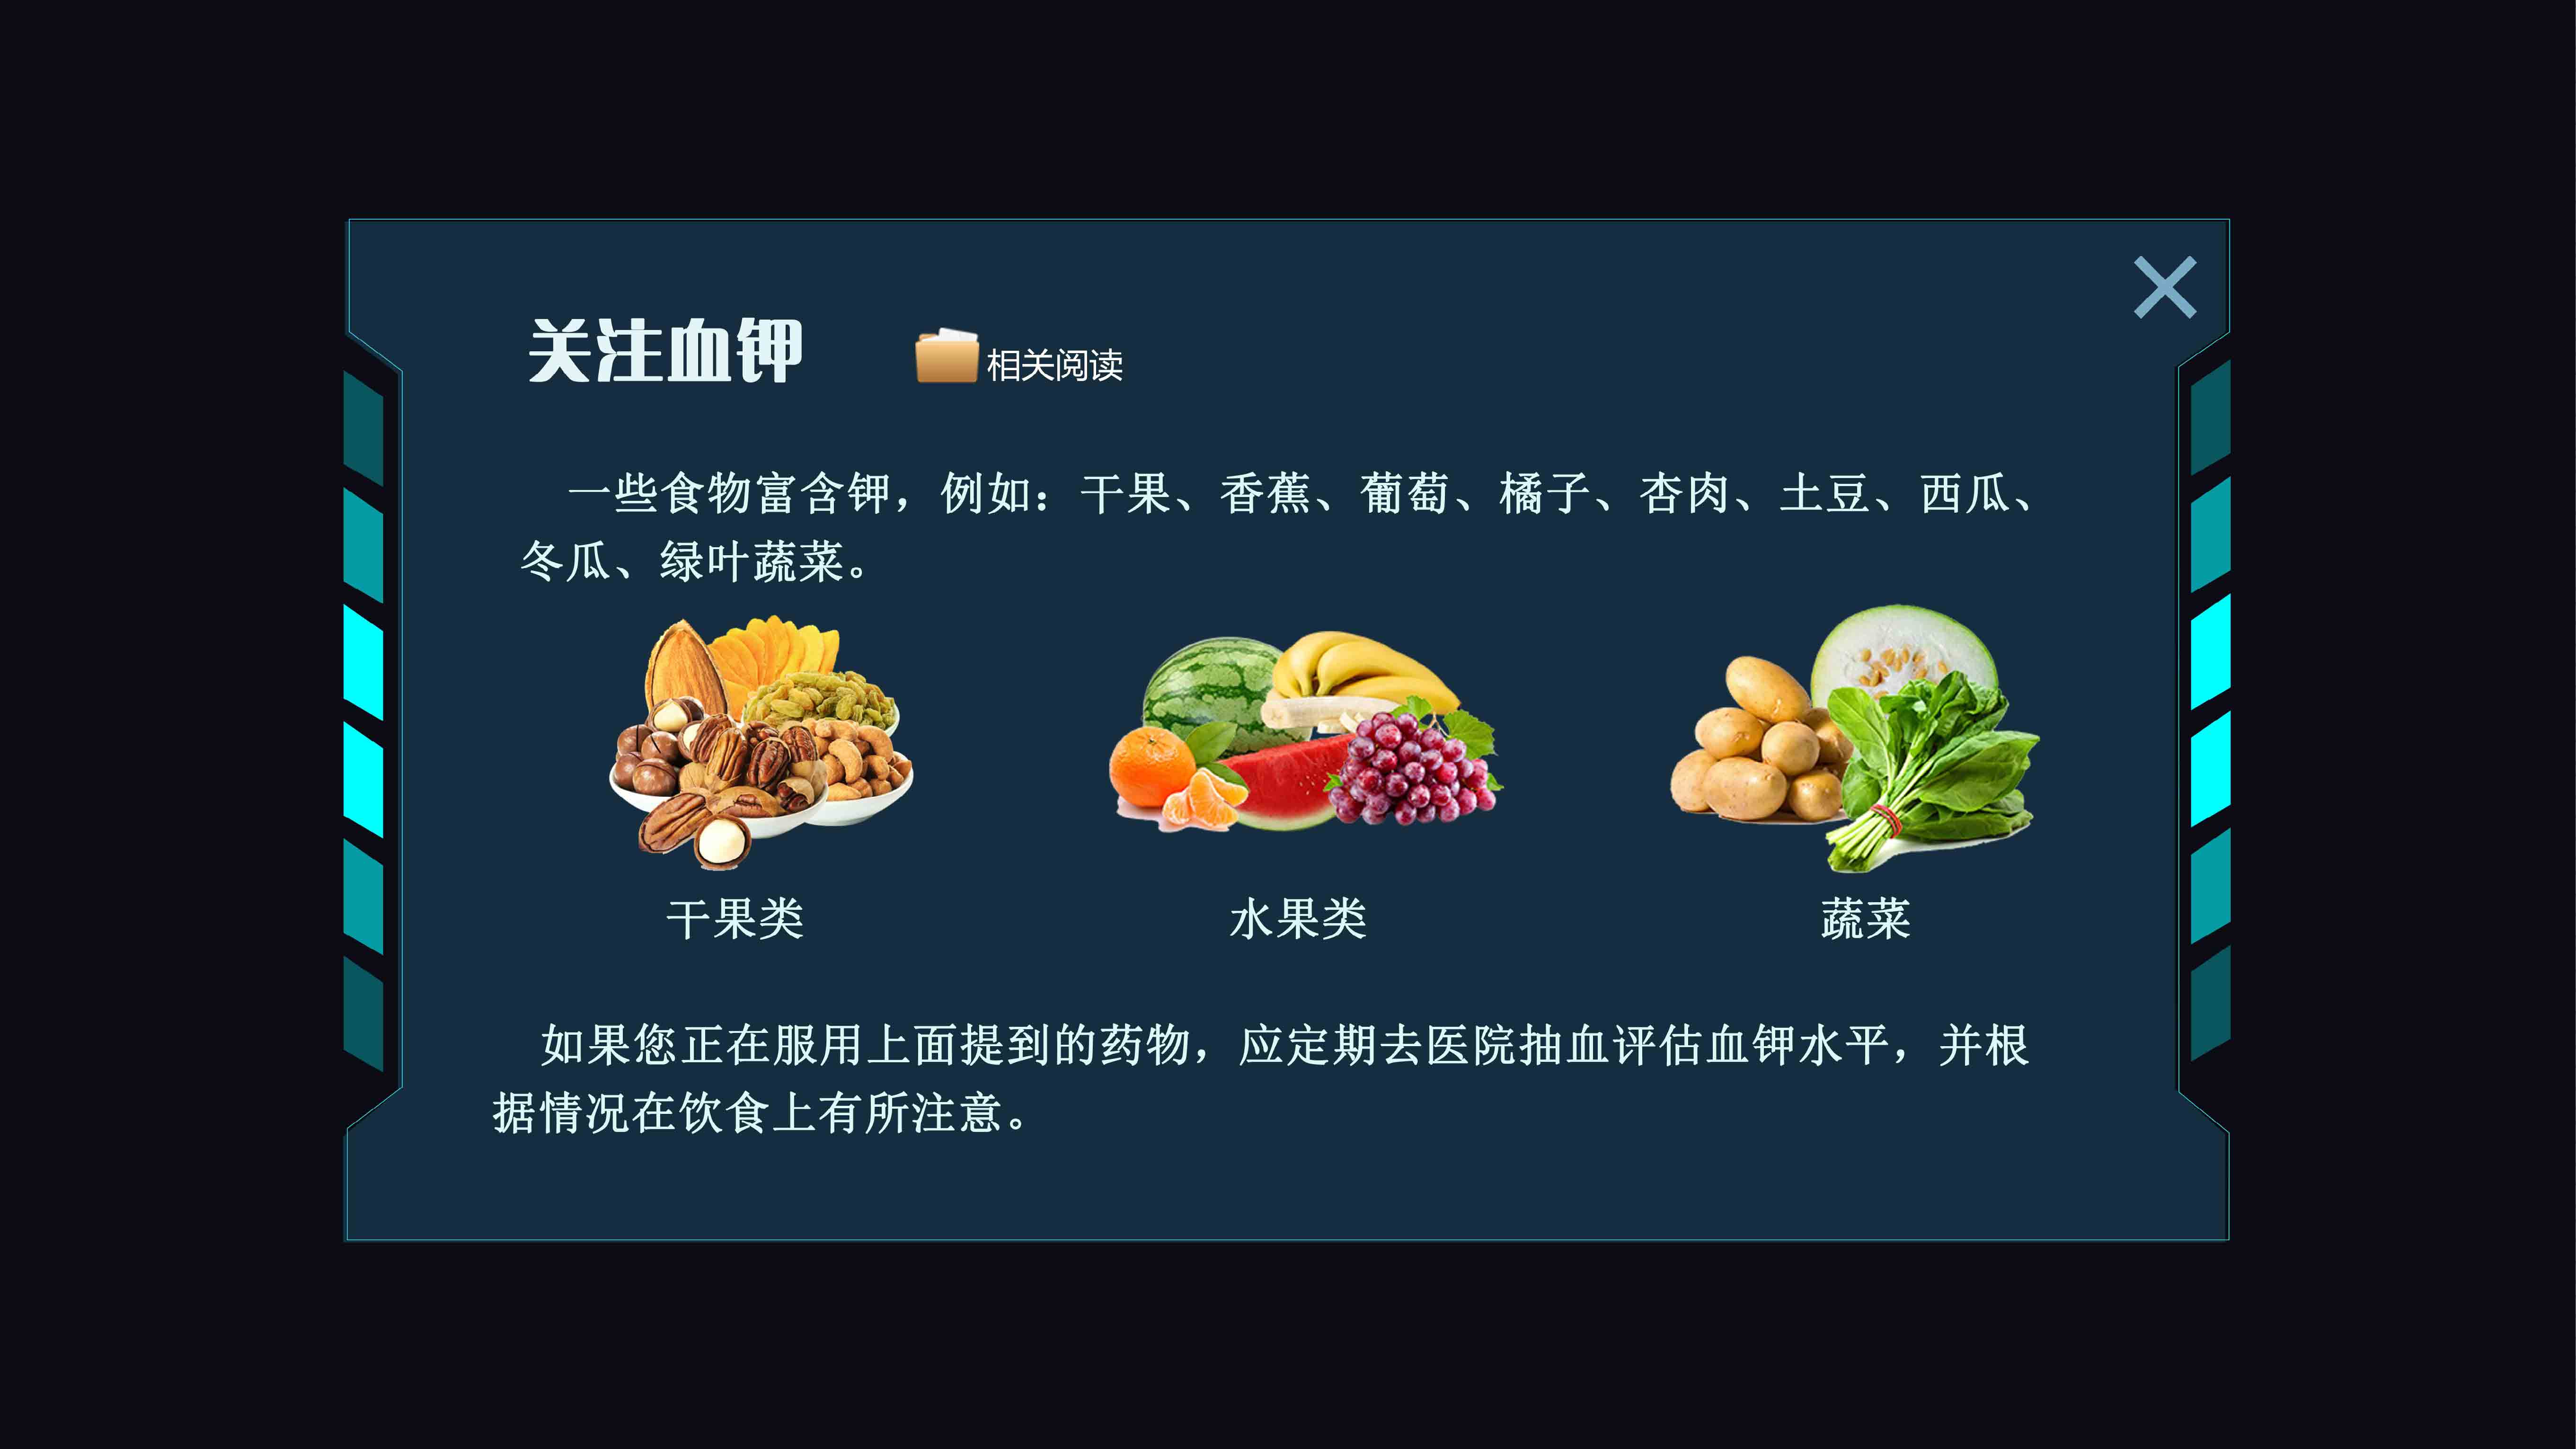 关注血钾
相关阅读
一些食物富含钾，例如：干果、香蕉、葡萄、橘子、杏肉、土豆、西瓜、
冬瓜、绿叶蔬菜。
干果类
水果类
蔬菜
如果您正在服用上面提到的药物，应定期去医院抽血评估血钾水平，并根
据情况在饮食上有所注意。